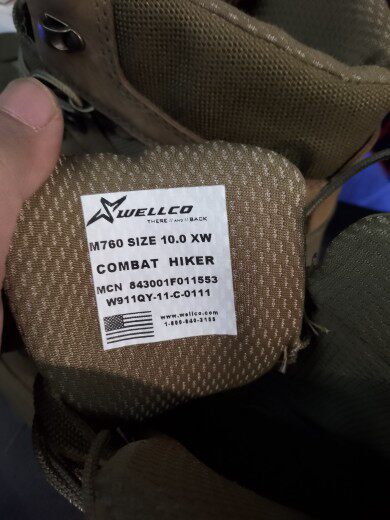 WELLCO
THERE // AND // BACK
M760 SIZE 10.0 XW
COMBAT HIKER
MCN 843001F011553
W911QY-11-C-0111
www.wellco.com
1-800-840-3155